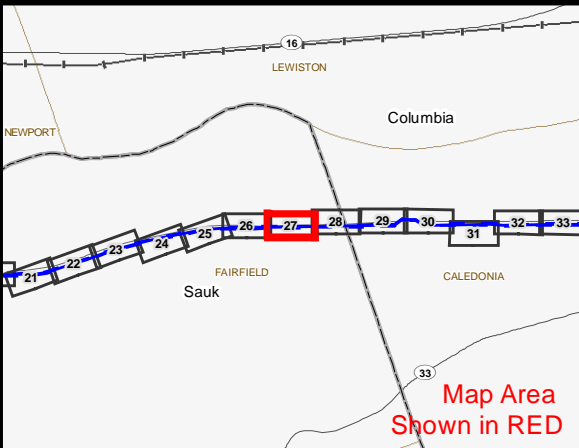 16
LEWISTON
Columbia
NEWPORT
21
22
23
24
25
26
27
28
29
30
31
32
33
FAIRFIELD
CALEDONIA
Sauk
33
Map Area
Shown in RED